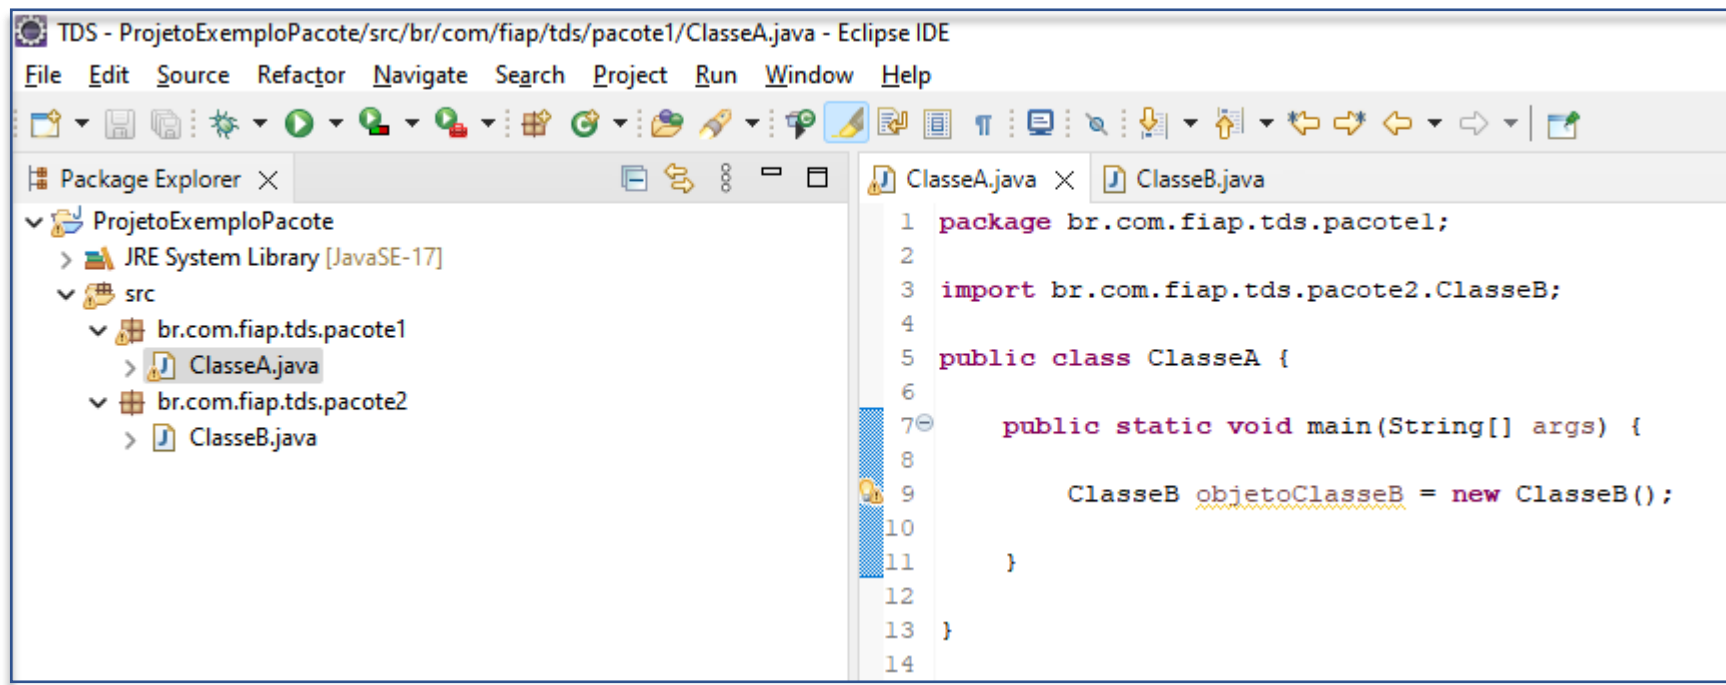 TDS - ProjetoExemploPacote/src/br/com/fiap/tds/pacote1/ClasseA.java - Eclipse IDE
File Edit Source Refactor Navigate Search Project Run Window Help
Package Explorer
ProjetoExemploPacote
JRE System Library [JavaSE-17]
src
br.com.fiap.tds.pacote1
ClasseA.java
br.com.fiap.tds.pacote2
ClasseB.java
ClasseA.java ClasseB.java
1 package br.com.fiap.tds.pacote1;
2
3 import br.com.fiap.tds.pacote2.ClasseB;
4
5 public class ClasseA {
6
7 public static void main(String[] args) {
8
9 ClasseB objetoClasseB = new ClasseB();
10
11 }
12
13 }
14